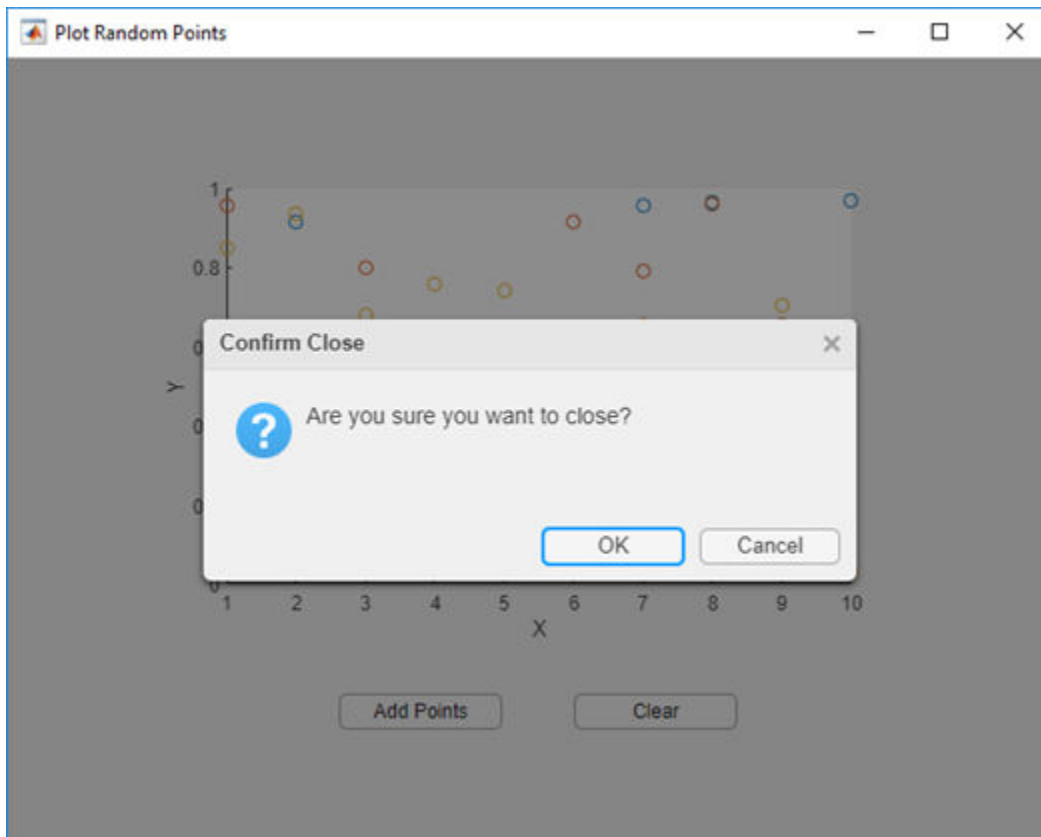 Plot Random Points
1
0.8
Y
Confirm Close
Are you sure you want to close?
OK Cancel
1 2 3 4 5 6 7 8 9 10
X
Add Points Clear